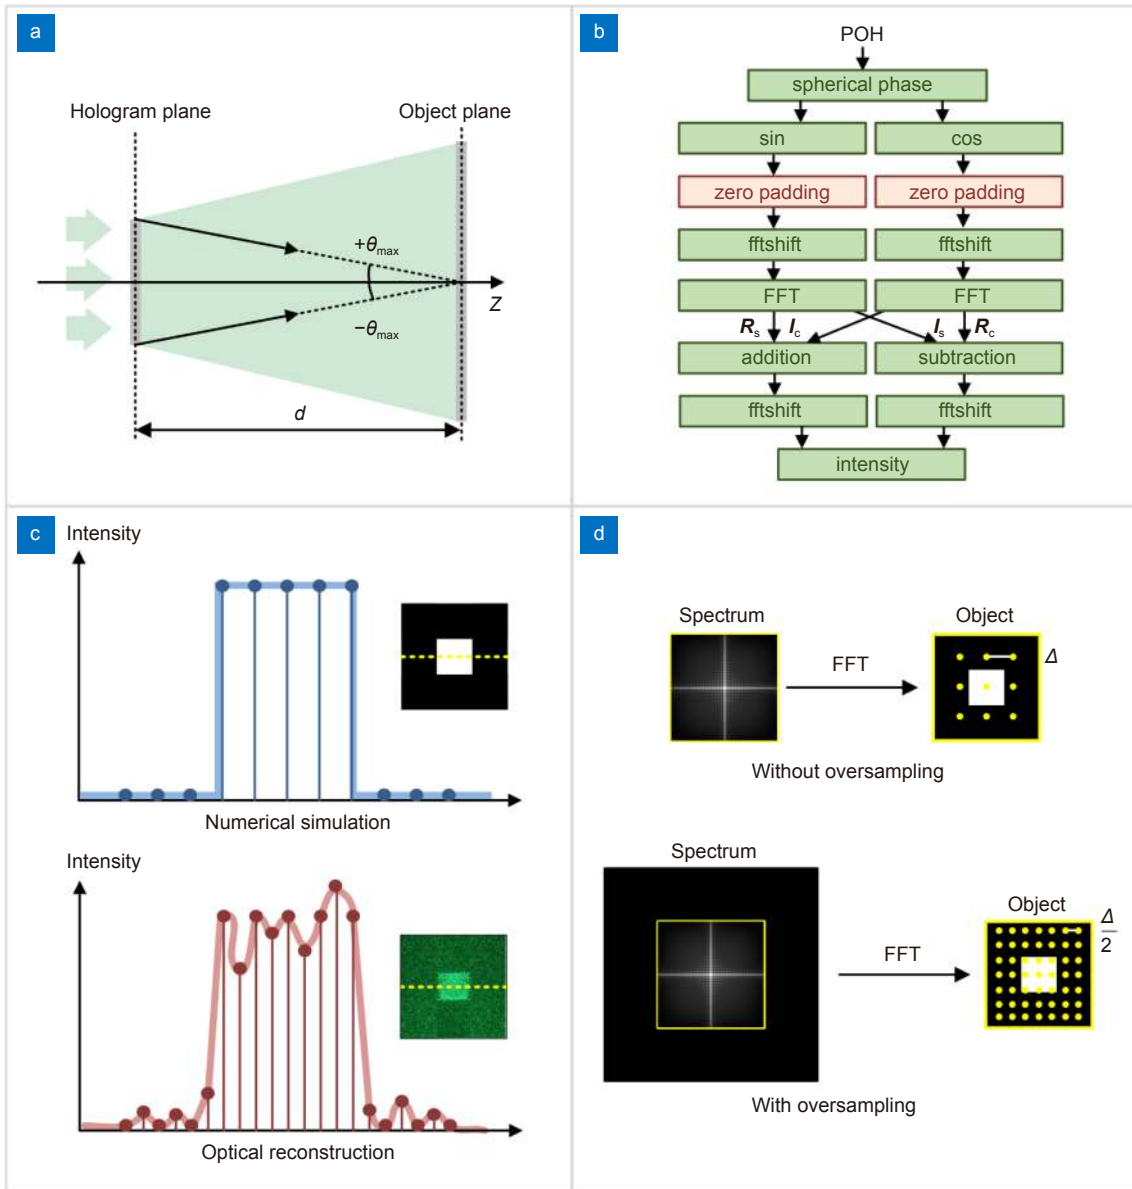 a
Hologram plane
Object plane
+θmax
−θmax
Z
d
b
POH
spherical phase
sin
cos
zero padding
zero padding
fftshift
fftshift
FFT
FFT
Rs
Ic
Is
Rc
addition
subtraction
fftshift
fftshift
intensity
c
Intensity
Numerical simulation
Intensity
Optical reconstruction
d
Spectrum
Object
FFT
Δ
Without oversampling
Spectrum
Object
FFT
Δ
2
With oversampling